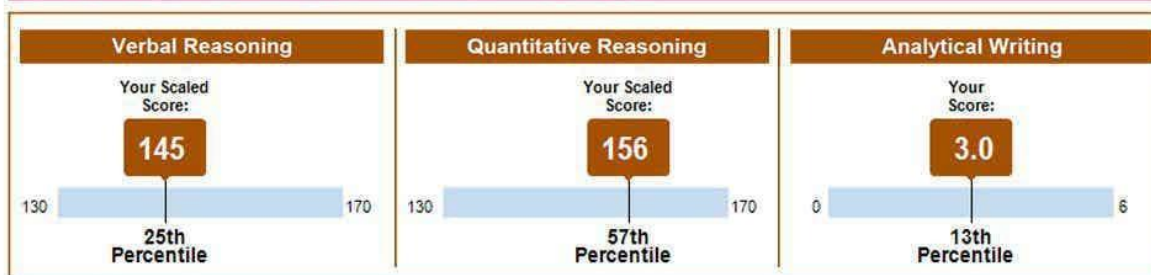 Verbal Reasoning
Your Scaled
Score:
145
130
170
25th
Percentile
Quantitative Reasoning
Your Scaled
Score:
156
130
170
57th
Percentile
Analytical Writing
Your
Score:
3.0
0
6
13th
Percentile